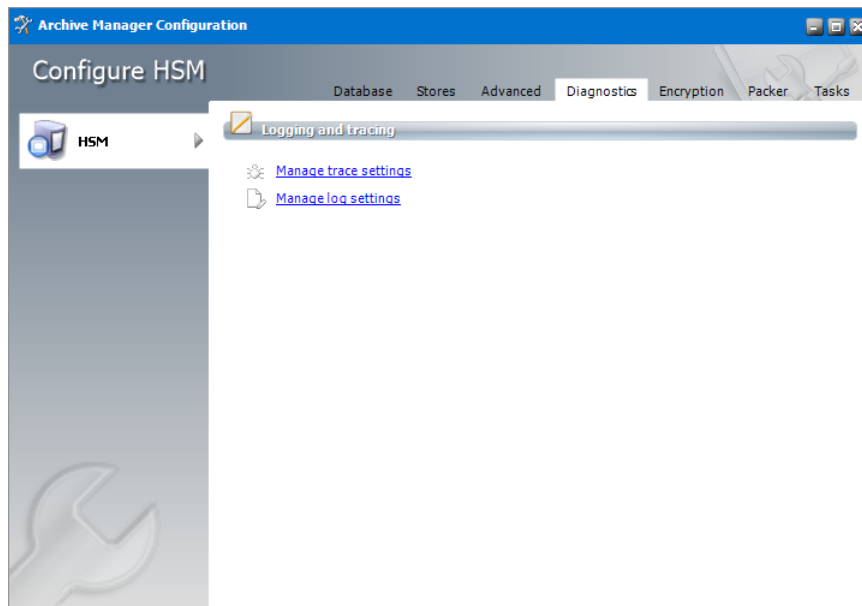 Archive Manager Configuration
Configure HSM
Database Stores Advanced Diagnostics Encryption Packer Tasks
HSM
Logging and tracing
Manage trace settings
Manage log settings